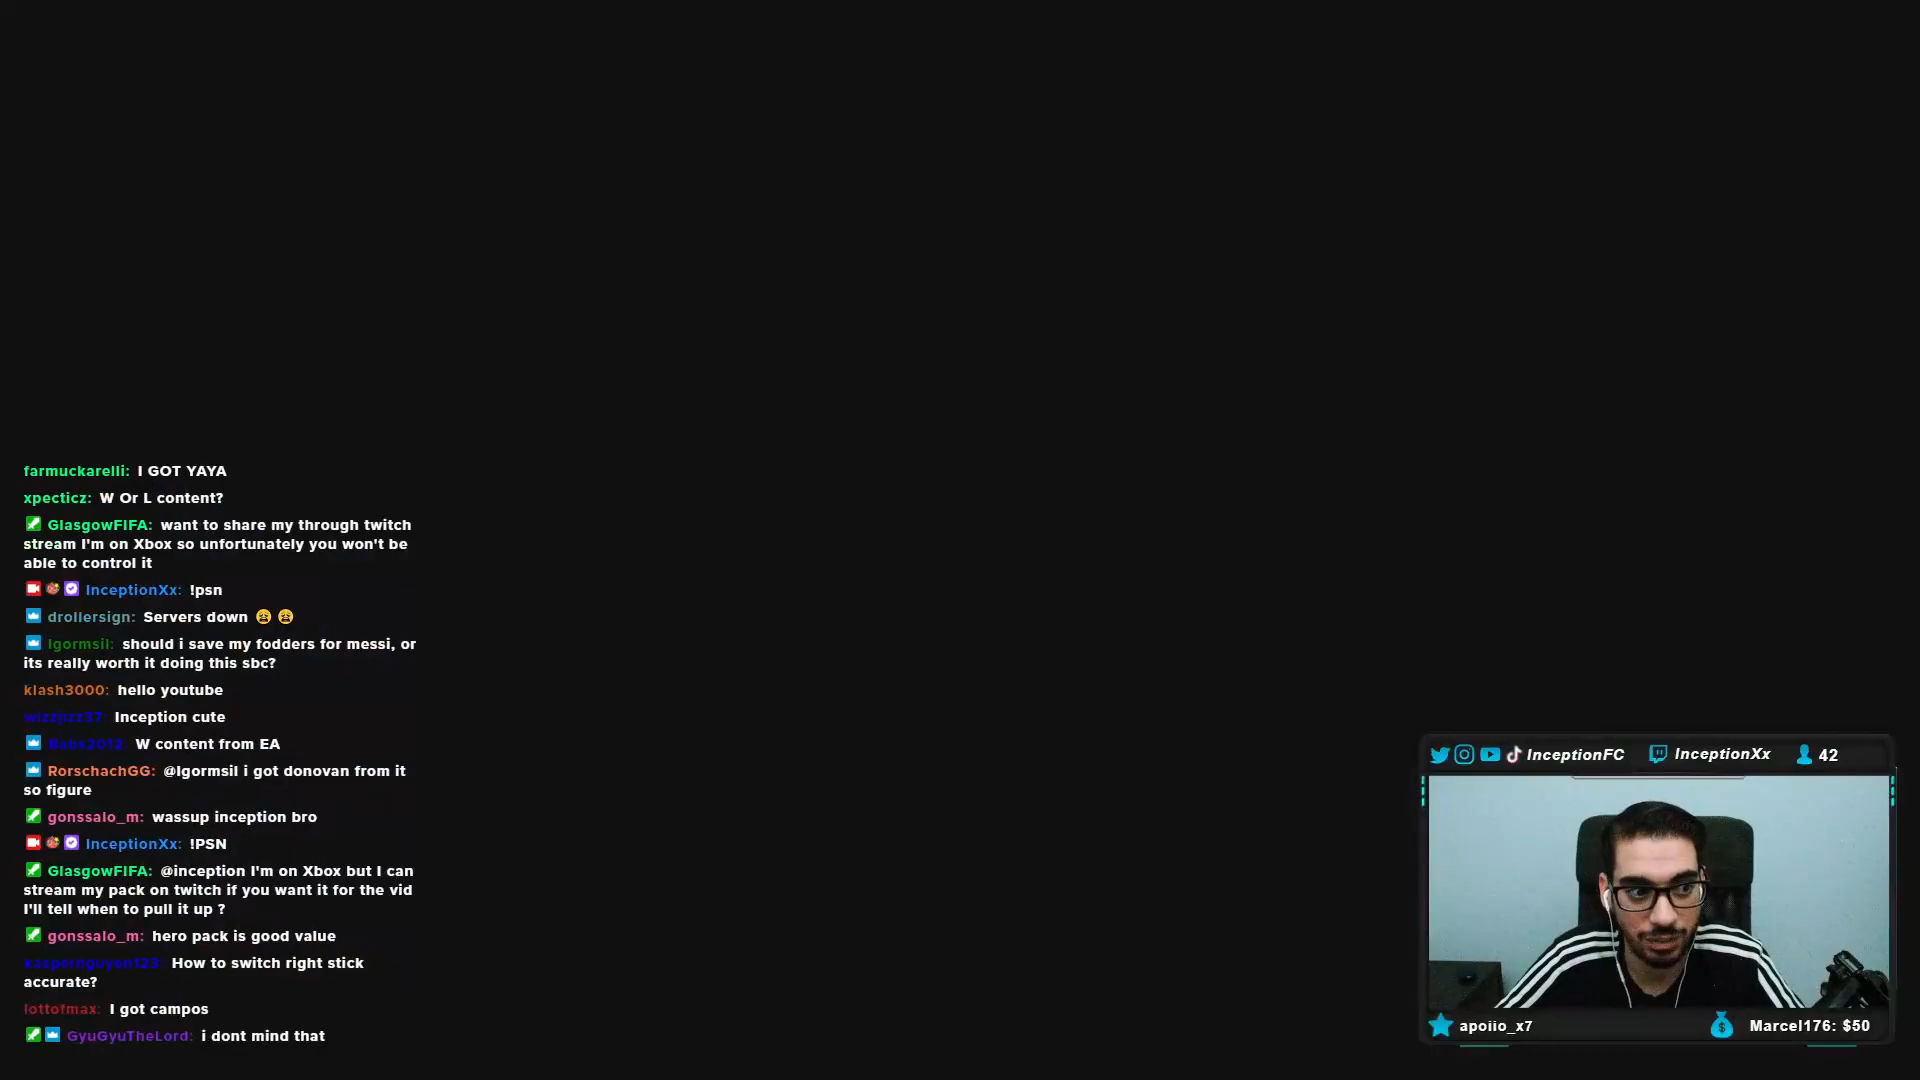 farmuckarelli: I GOT YAYA
xpecticz: W Or L content?
GlasgowFIFA: want to share my through twitch
stream I'm on Xbox so unfortunately you won't be
able to control it
InceptionXx: !psn
drollersign: Servers down 😩 😩
Igormsil: should i save my fodders for messi, or
its really worth it doing this sbc?
klash3000: hello youtube
wizzjizz37: Inception cute
Babs2012: W content from EA
RorschachGG: @Igormsil i got donovan from it
so figure
gonssalo_m: wassup inception bro
InceptionXx: !PSN
GlasgowFIFA: @inception I'm on Xbox but I can
stream my pack on twitch if you want it for the vid
I'll tell when to pull it up ?
gonssalo_m: hero pack is good value
caspernguyen123: How to switch right stick
accurate?
lottofmax: I got campos
GyuGyuTheLord: i dont mind that
InceptionFC InceptionXx 42
apoiio_x7 Marcel176: $50